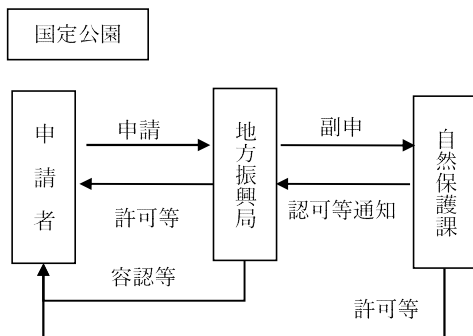 国定公園
申請者
申請
許可等
容認等
地方振興局
副申
認可等通知
許可等
自然保護課